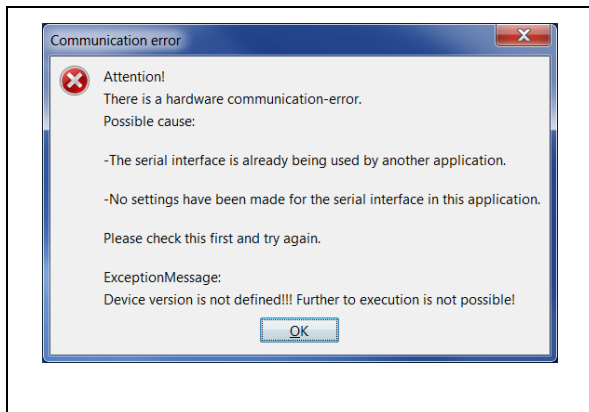 Communication error
Attention!
There is a hardware communication-error.
Possible cause:
-The serial interface is already being used by another application.
-No settings have been made for the serial interface in this application.
Please check this first and try again.
ExceptionMessage:
Device version is not defined!!! Further to execution is not possible!
OK